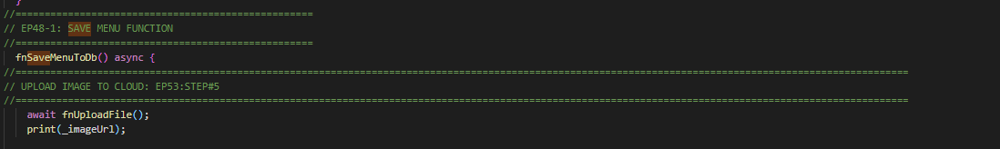 }
//===================================================
// EP48-1: SAVE MENU FUNCTION
//===================================================
fnSaveMenuToDb() async {
//=========================================================================================================================================================
// UPLOAD IMAGE TO CLOUD: EP53:STEP#5
//=========================================================================================================================================================
await fnUploadFile();
print(_imageUrl);